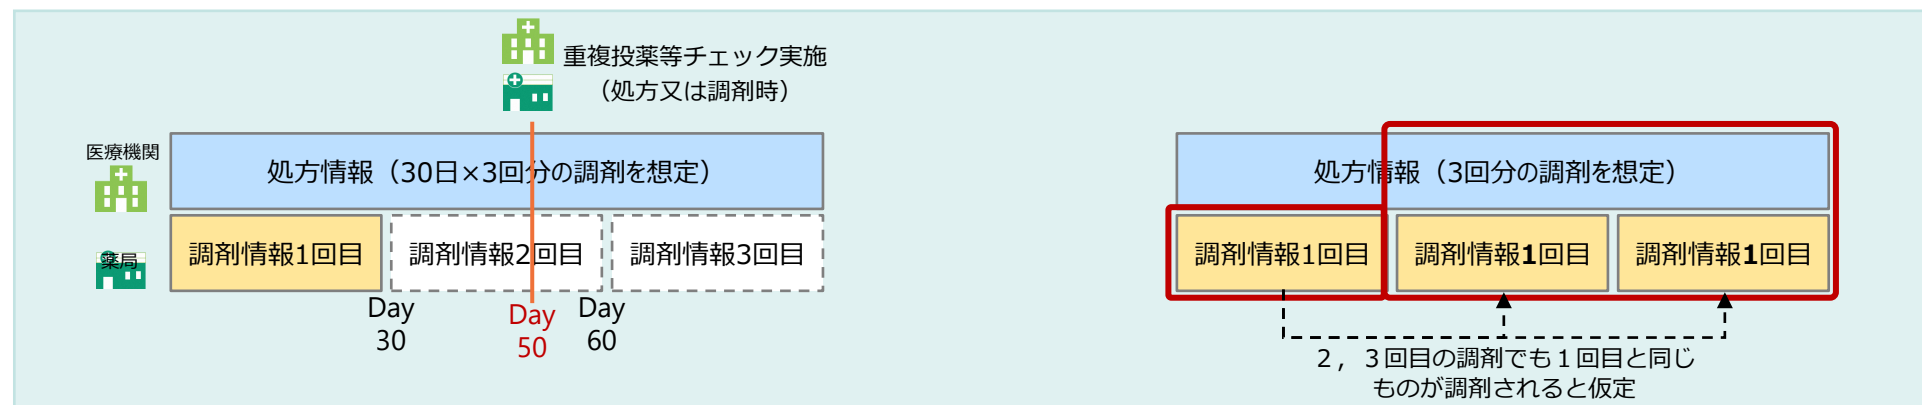 重複投薬等チェック実施
（処方又は調剤時）
医療機関
処方情報（30日×3回分の調剤を想定）
薬局
調剤情報1回目
調剤情報2回目
調剤情報3回目
Day
30
Day
50
Day
60
処方情報（3回分の調剤を想定）
調剤情報1回目
調剤情報1回目
調剤情報1回目
２，３回目の調剤でも１回目と同じ
ものが調剤されると仮定